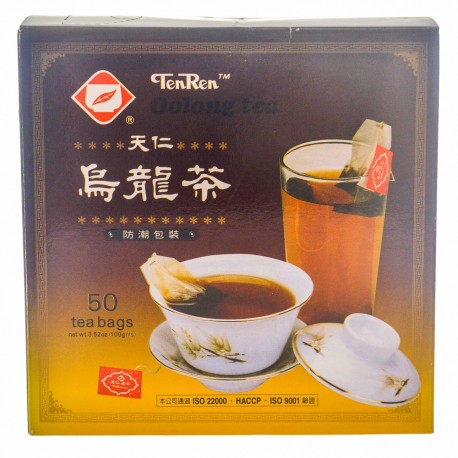 TenRen™
Oolong tea
®
天仁
烏龍茶
防潮包裝
50
tea bags
net wt 3.52oz (100g)
本公司通過 ISO 22000 · HACCP · ISO 9001 驗證